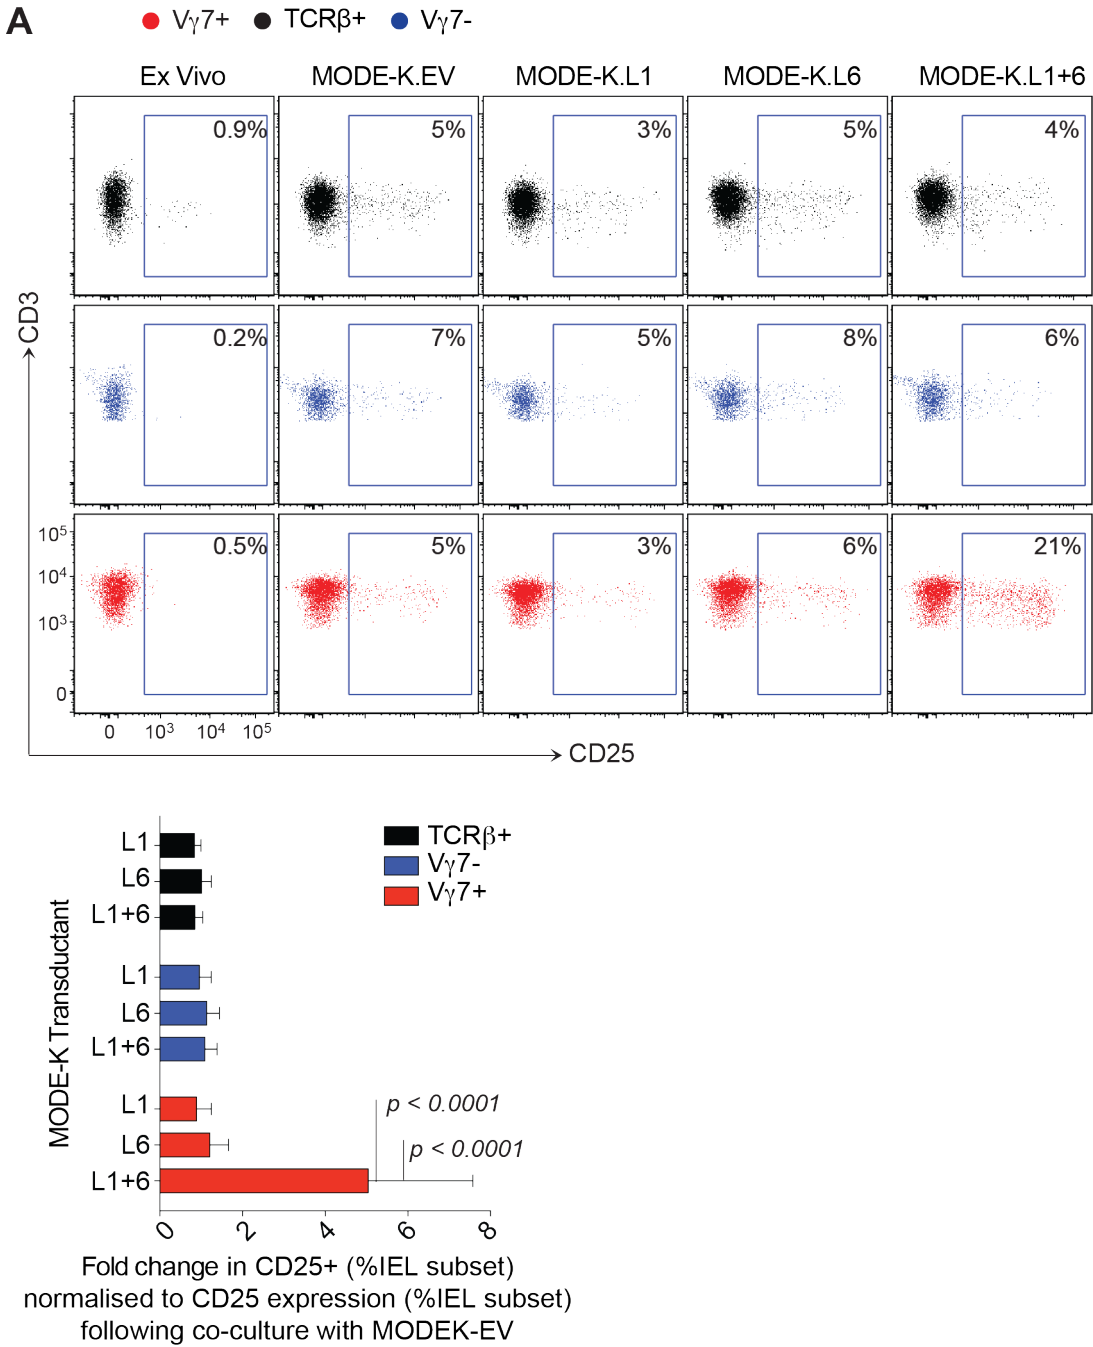 A
Vγ7+ TCRβ+ Vγ7-
Ex Vivo MODE-K.EV MODE-K.L1 MODE-K.L6 MODE-K.L1+6
0.9% 5% 3% 5% 4%
0.2% 7% 5% 8% 6%
0.5% 5% 3% 6% 21%
CD3
10⁵
10⁴
10³
0
0 10³ 10⁴ 10⁵
CD25
TCRβ+
Vγ7-
Vγ7+
MODE-K Transductant
L1
L6
L1+6
L1
L6
L1+6
L1
L6
L1+6
p < 0.0001
p < 0.0001
0 2 4 6 8
Fold change in CD25+ (%IEL subset)
normalised to CD25 expression (%IEL subset)
following co-culture with MODEK-EV